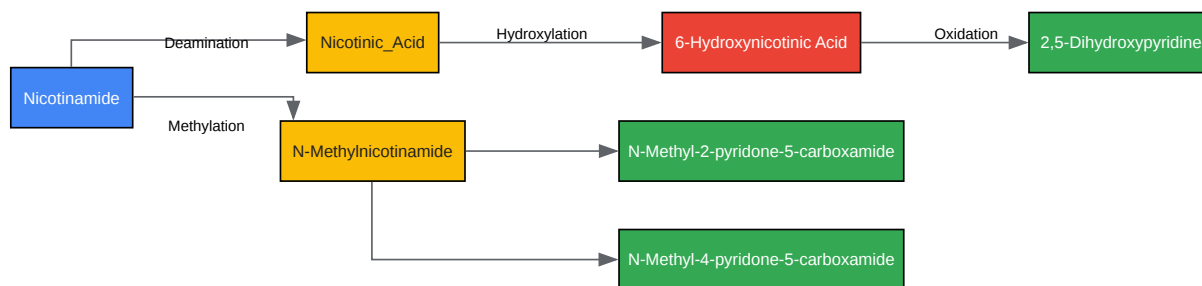 Deamination
Nicotinic_Acid
Hydroxylation
6-Hydroxynicotinic Acid
Oxidation
2,5-Dihydroxypyridine
Nicotinamide
Methylation
N-Methylnicotinamide
N-Methyl-2-pyridone-5-carboxamide
N-Methyl-4-pyridone-5-carboxamide